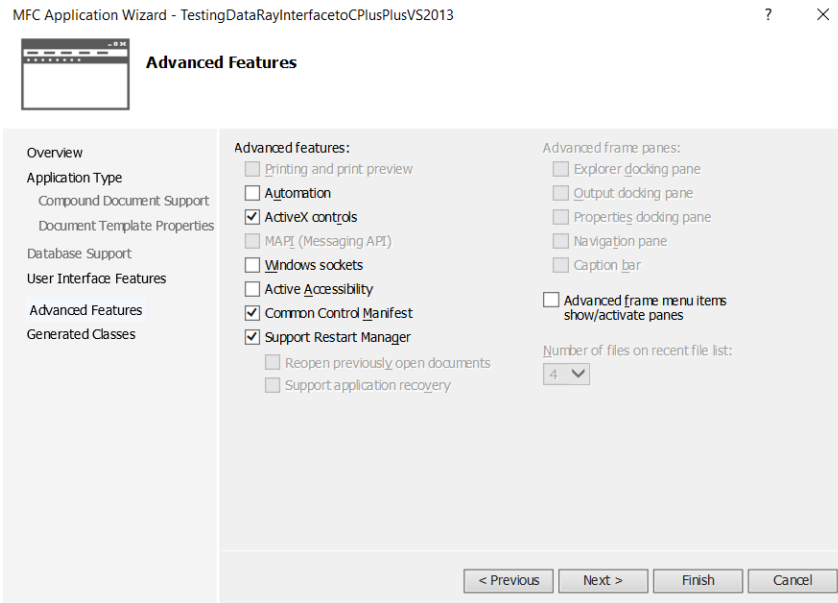 MFC Application Wizard - TestingDataRayInterfacetoCPlusPlusVS2013
?
Advanced Features
Overview
Application Type
Compound Document Support
Document Template Properties
Database Support
User Interface Features
Advanced Features
Generated Classes
Advanced features:
Printing and print preview
Automation
ActiveX controls
MAPI (Messaging API)
Windows sockets
Active Accessibility
Common Control Manifest
Support Restart Manager
Reopen previously open documents
Support application recovery
Advanced frame panes:
Explorer docking pane
Output docking pane
Properties docking pane
Navigation pane
Caption bar
Advanced frame menu items
show/activate panes
Number of files on recent file list:
4
< Previous
Next >
Finish
Cancel